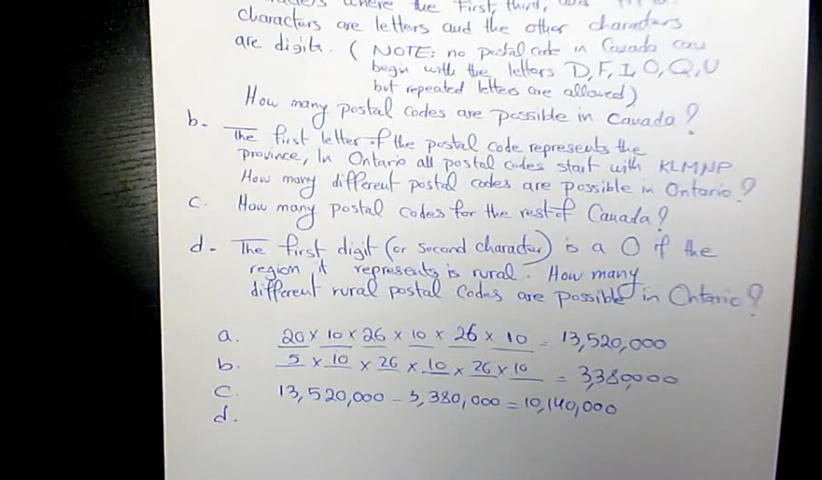 where the first third,
characters are letters and the other characters
are digits. ( NOTE: no postal code in Canada can
begin with the letters D, F, I, O, Q, U
but repeated letters are allowed)
How many postal codes are possible in Canada?
b. The first letter of the postal code represents the
province, In Ontario all postal codes start with KLMNP
How many different postal codes are possible in Ontario?
c. How many postal codes for the rest of Canada?
d. The first digit (or second character) is a 0 if the
region it represents is rural. How many
different rural postal codes are possible in Ontario?
a. 20 x 10 x 26 x 10 x 26 x 10 = 13,520,000
b. 5 x 10 x 26 x 10 x 26 x 10 = 3,380,000
c. 13,520,000 - 3,380,000 = 10,140,000
d.